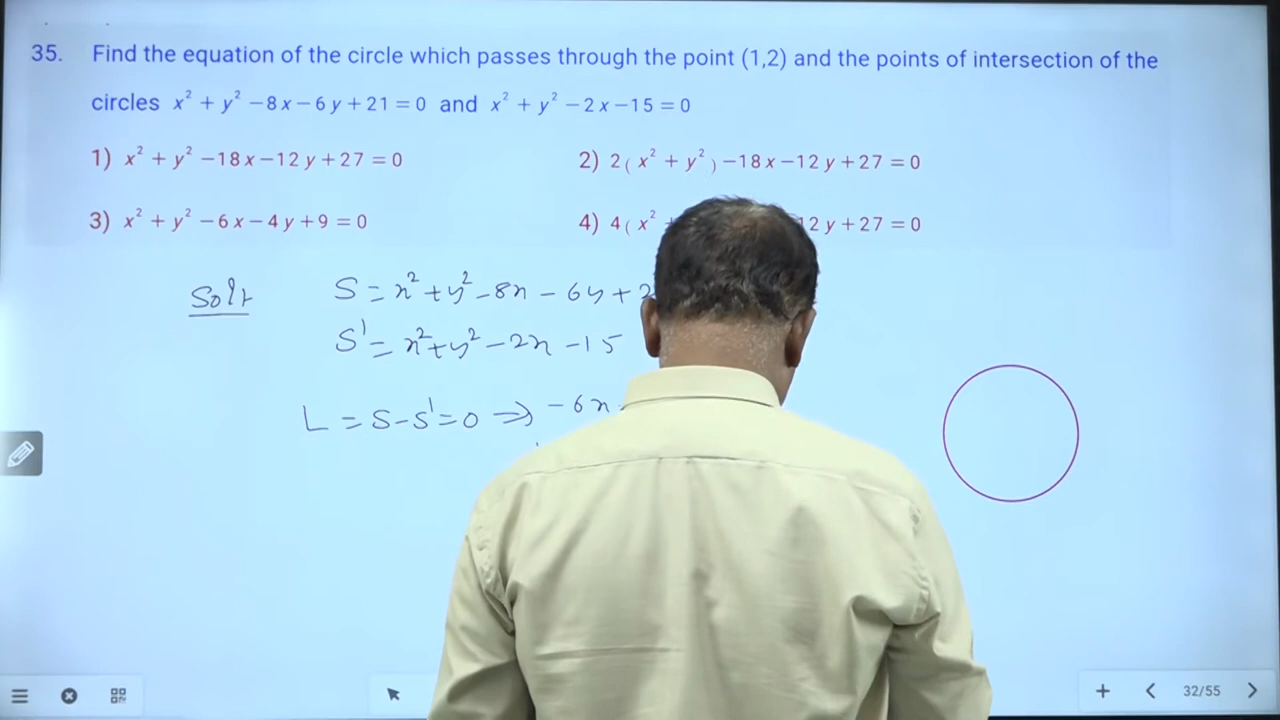 35. Find the equation of the circle which passes through the point (1,2) and the points of intersection of the
circles x² + y² − 8x − 6y + 21 = 0 and x² + y² − 2x − 15 = 0
1) x² + y² − 18x − 12y + 27 = 0
2) 2(x² + y²) − 18x − 12y + 27 = 0
3) x² + y² − 6x − 4y + 9 = 0
4) 4(x² 12y + 27 = 0
Solr
S = x² + y² − 8x − 6y + 2
S' = x² + y² − 2x − 15
L = S − S' = 0 ⇒ −6x
32/55